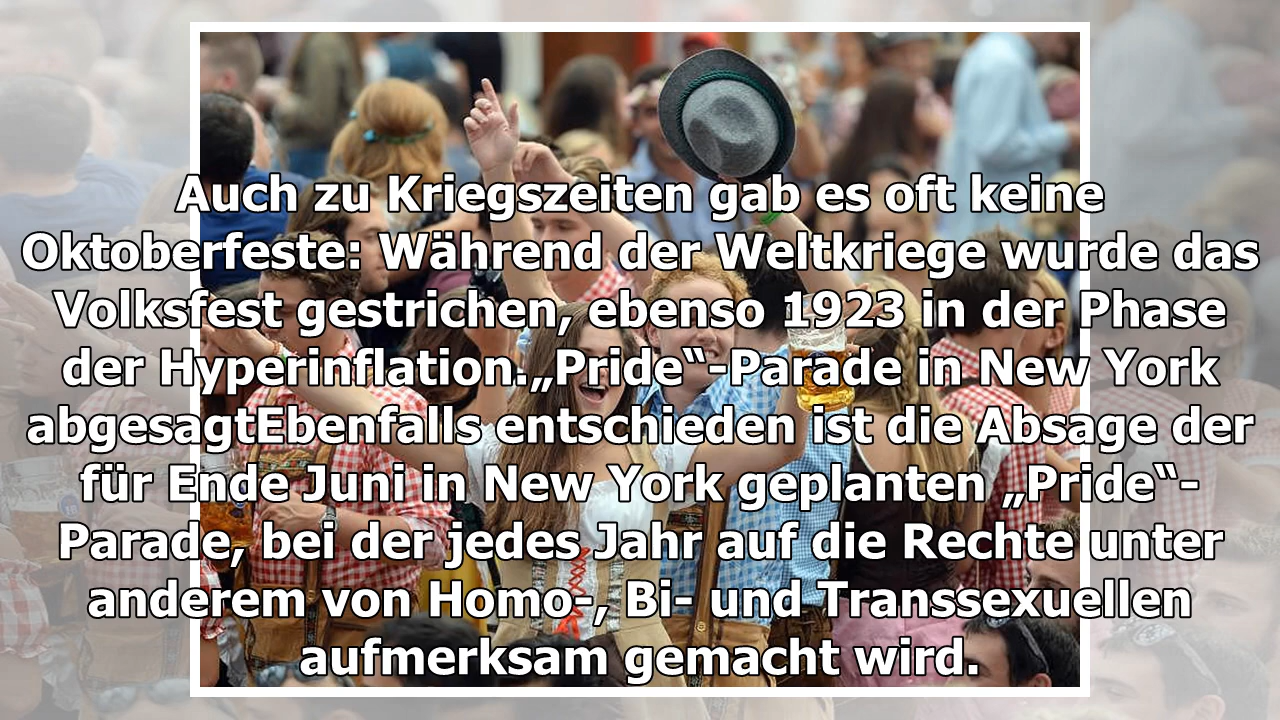 Auch zu Kriegszeiten gab es oft keine
Oktoberfeste: Während der Weltkriege wurde das
Volksfest gestrichen, ebenso 1923 in der Phase
der Hyperinflation.„Pride“-Parade in New York
abgesagtEbenfalls entschieden ist die Absage der
für Ende Juni in New York geplanten „Pride“-
Parade, bei der jedes Jahr auf die Rechte unter
anderem von Homo-, Bi- und Transsexuellen
aufmerksam gemacht wird.